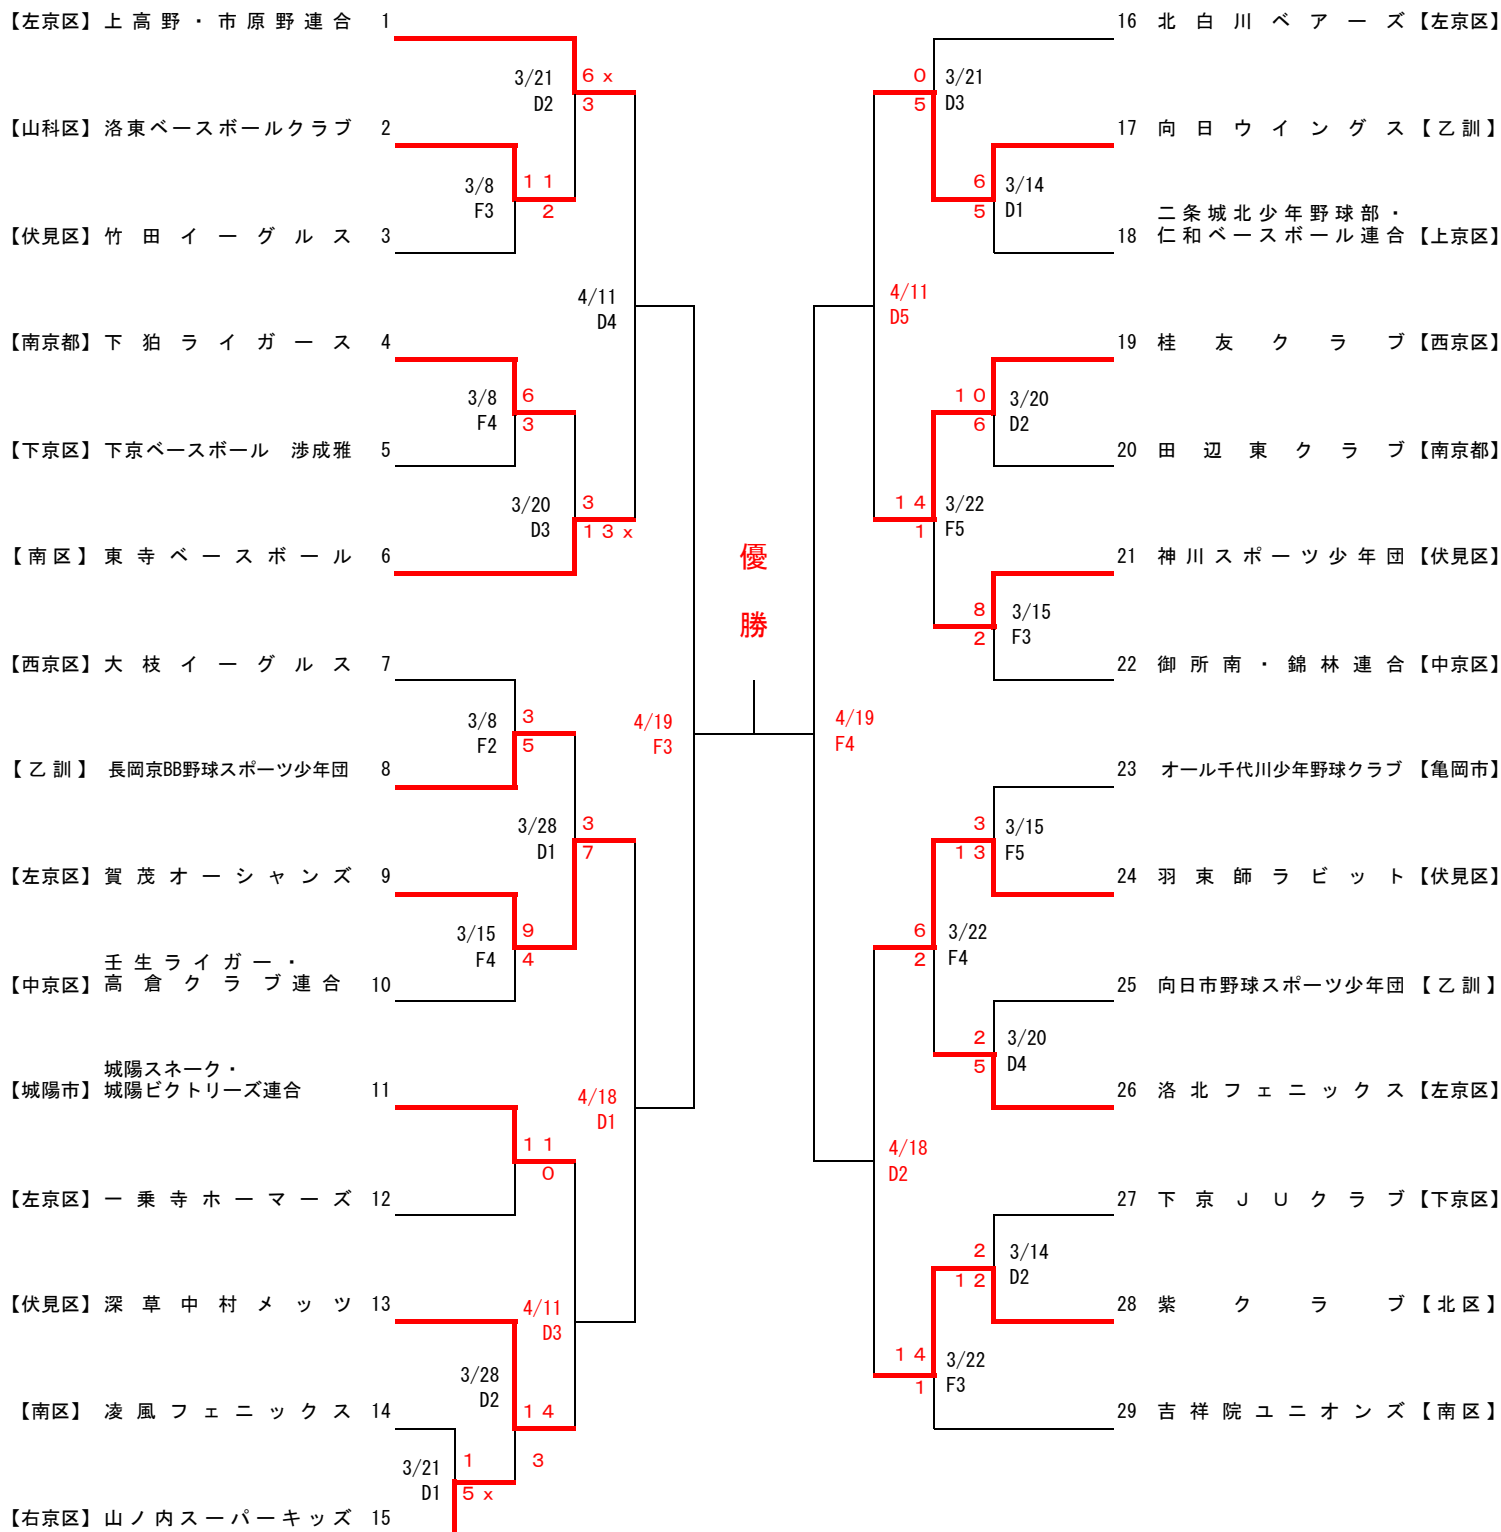 【左京区】上高野・市原野連合 1
3/21 6x
D2 3
【山科区】洛東ベースボールクラブ 2
3/8 11
F3 2
【伏見区】竹田イーグルス 3
4/11
D4
【南京都】下狛ライガース 4
3/8 6
F4 3
【下京区】下京ベースボール 渉成雅 5
3/20 3
D3 13x
【南区】東寺ベースボール 6
【西京区】大枝イーグルス 7
3/8 3
F2 5
4/19
F3
【乙訓】長岡京BB野球スポーツ少年団 8
3/28 3
D1 7
【左京区】賀茂オーシャンズ 9
3/15 9
F4 4
壬生ライガー・
【中京区】高倉クラブ連合 10
城陽スネーク・
【城陽市】城陽ビクトリーズ連合 11
4/18
D1
11
0
【左京区】一乗寺ホーマーズ 12
【伏見区】深草中村メッツ 13
4/11
D3
3/28
D2 14
【南区】凌風フェニックス 14
3
3/21 1
D1 5x
【右京区】山ノ内スーパーキッズ 15
優
勝
16 北白川ベアーズ【左京区】
0 3/21
5 D3
17 向日ウイングス【乙訓】
6 3/14
5 D1
二条城北少年野球部・
18 仁和ベースボール連合【上京区】
4/11
D5
19 桂友クラブ【西京区】
10 3/20
6 D2
20 田辺東クラブ【南京都】
14 3/22
1 F5
21 神川スポーツ少年団【伏見区】
8 3/15
2 F3
22 御所南・錦林連合【中京区】
4/19
F4
23 オール千代川少年野球クラブ【亀岡市】
3 3/15
13 F5
24 羽束師ラビット【伏見区】
6 3/22
2 F4
25 向日市野球スポーツ少年団【乙訓】
2 3/20
5 D4
26 洛北フェニックス【左京区】
4/18
D2
27 下京JUクラブ【下京区】
2 3/14
12 D2
28 紫クラブ【北区】
14 3/22
1 F3
29 吉祥院ユニオンズ【南区】